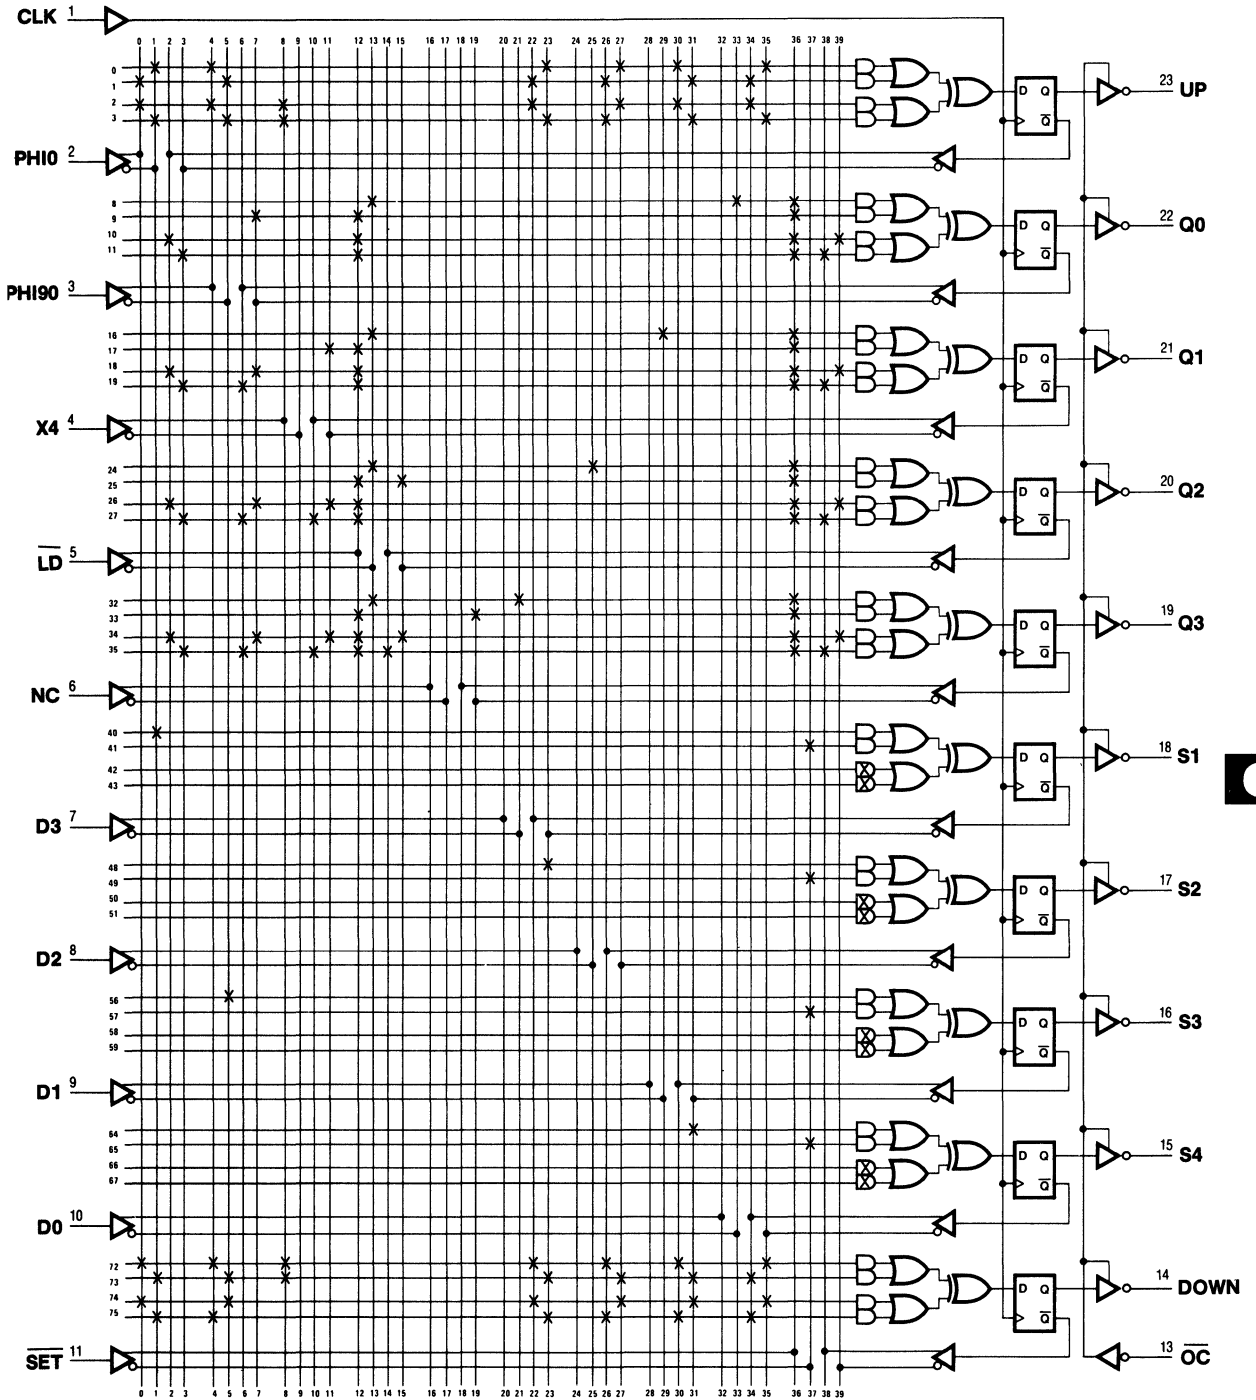 CLK 1
0 1 2 3 4 5 6 7 8 9 10 11 12 13 14 15 16 17 18 19 20 21 22 23 24 25 26 27 28 29 30 31 32 33 34 35 36 37 38 39
0
1
2
3
D Q
Q̅
23 UP
PHI0 2
8
9
10
11
D Q
Q̅
22 Q0
PHI90 3
16
17
18
19
D Q
Q̅
21 Q1
X4 4
24
25
26
27
D Q
Q̅
20 Q2
L̅D̅ 5
32
33
34
35
D Q
Q̅
19 Q3
NC 6
40
41
42
43
D Q
Q̅
18 S1
D3 7
48
49
50
51
D Q
Q̅
17 S2
D2 8
56
57
58
59
D Q
Q̅
16 S3
D1 9
64
65
66
67
D Q
Q̅
15 S4
D0 10
72
73
74
75
D Q
Q̅
14 DOWN
S̅E̅T̅ 11
13 O̅C̅
0 1 2 3 4 5 6 7 8 9 10 11 12 13 14 15 16 17 18 19 20 21 22 23 24 25 26 27 28 29 30 31 32 33 34 35 36 37 38 39